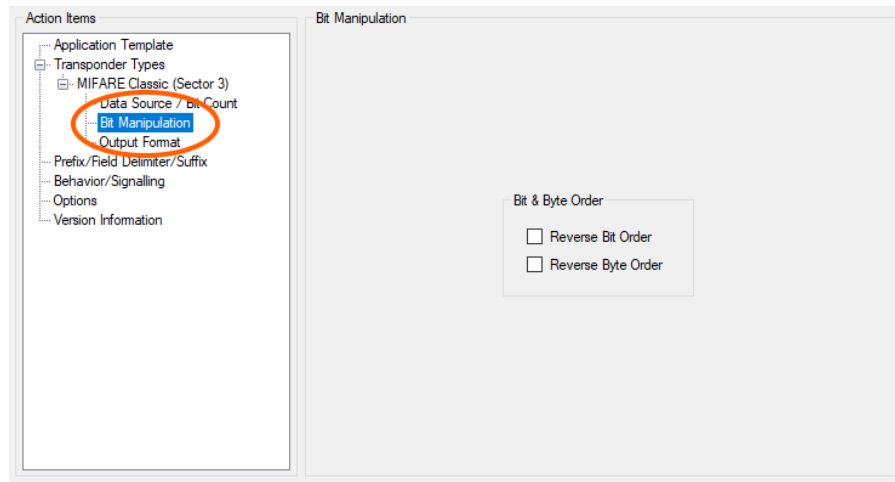 Action Items
Application Template
Transponder Types
MIFARE Classic (Sector 3)
Data Source / Bit Count
Bit Manipulation
Output Format
Prefix/Field Delimiter/Suffix
Behavior/Signalling
Options
Version Information
Bit Manipulation
Bit & Byte Order
Reverse Bit Order
Reverse Byte Order